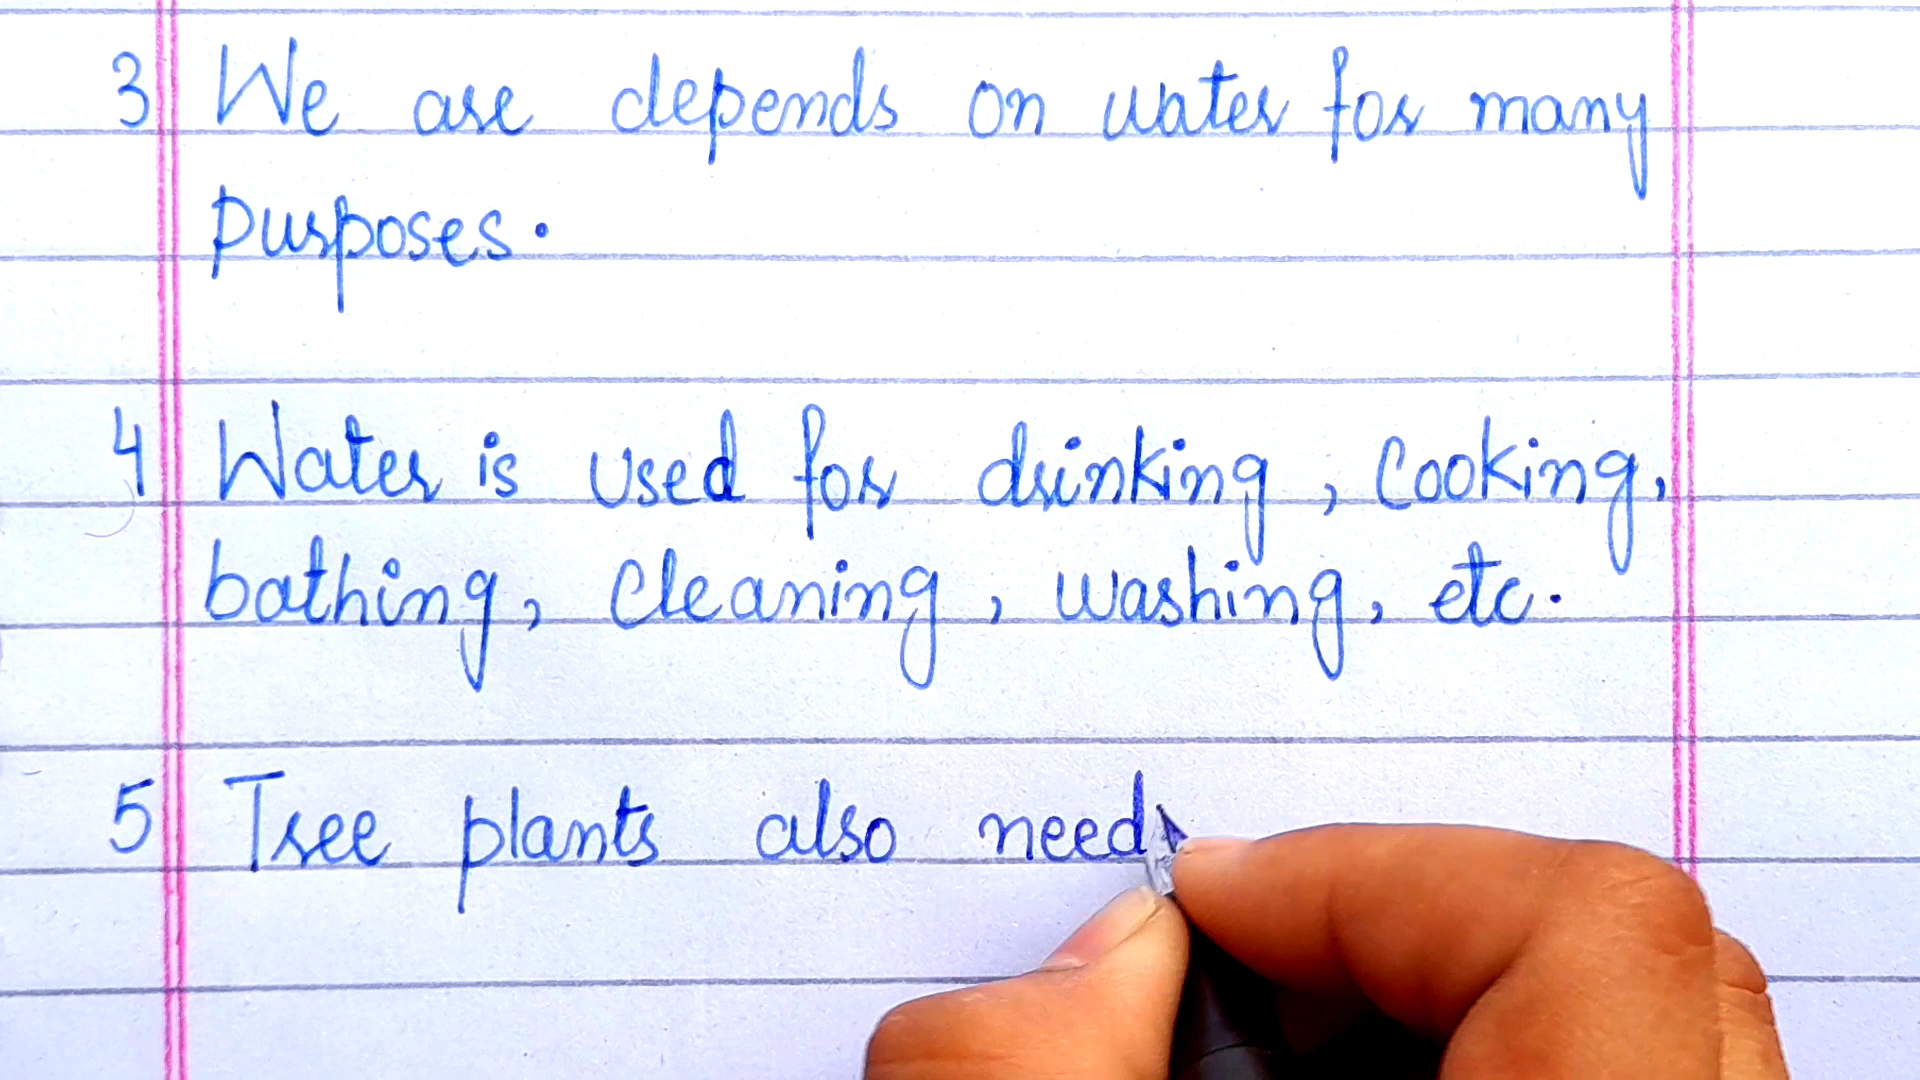 3 We are depends on water for many
purposes.
4 Water is used for drinking, cooking,
bathing, cleaning, washing, etc.
5 Tree plants also need